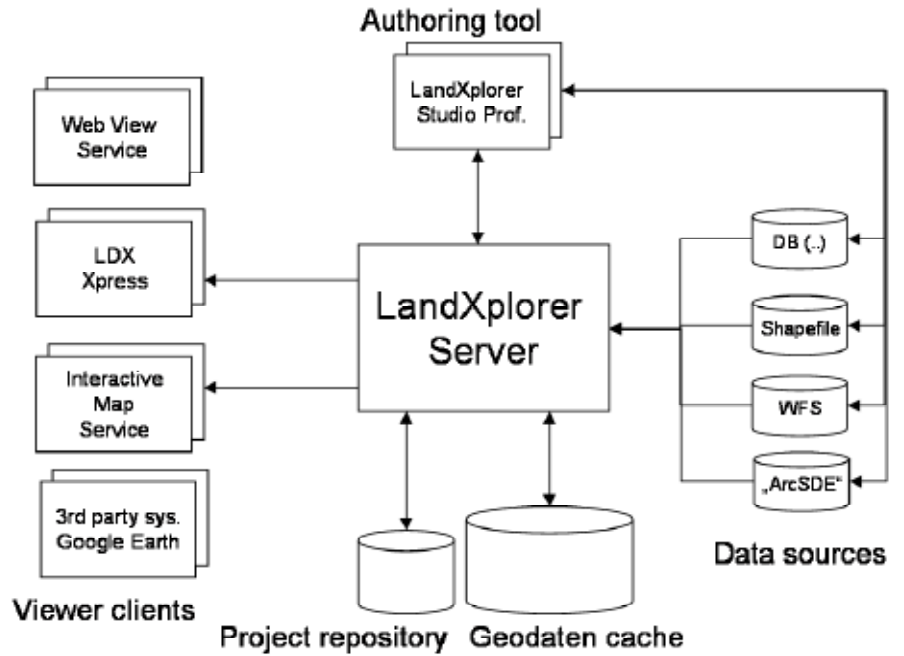 Authoring tool
LandXplorer
Studio Prof.
Web View
Service
LDX
Xpress
Interactive
Map
Service
3rd party sys.
Google Earth
Viewer clients
LandXplorer
Server
Project repository
Geodaten cache
DB (..)
Shapefile
WFS
„ArcSDE“
Data sources